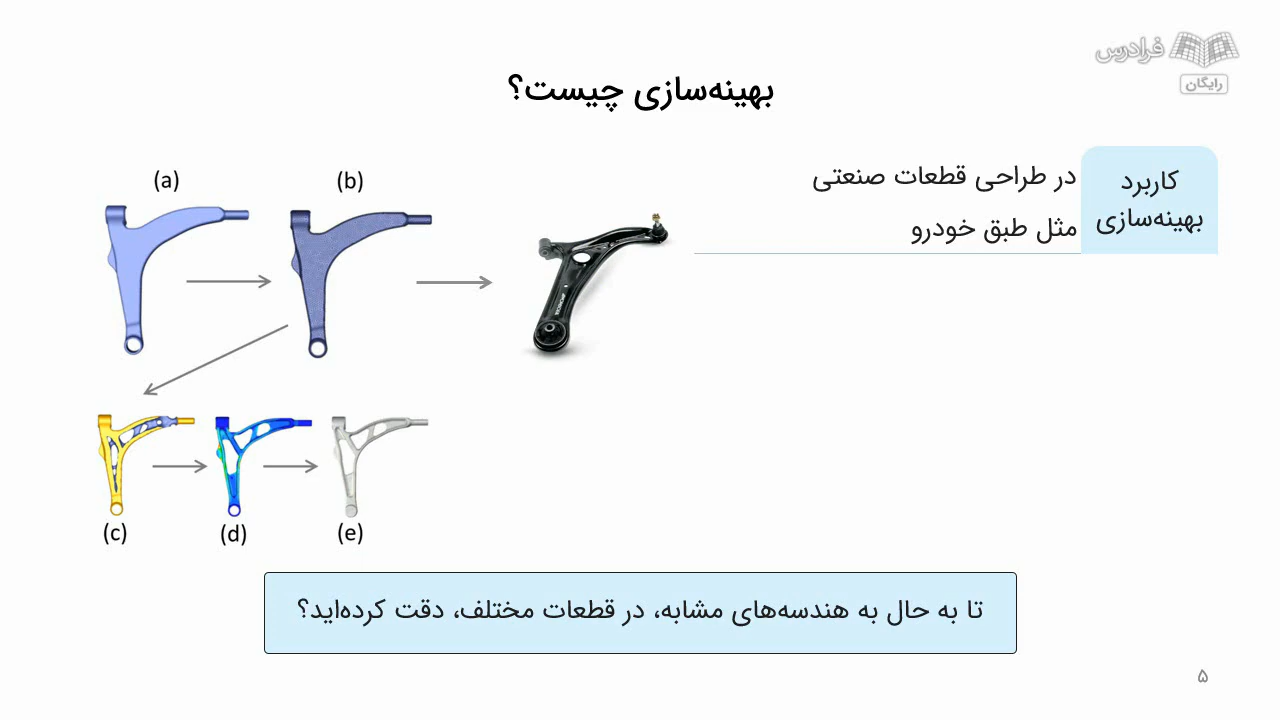 فرادرس
رایگان
بهینه‌سازی چیست؟
کاربرد
بهینه‌سازی
در طراحی قطعات صنعتی
مثل طبق خودرو
(a)
(b)
(c)
(d)
(e)
تا به حال به هندسه‌های مشابه، در قطعات مختلف، دقت کرده‌اید؟
۵